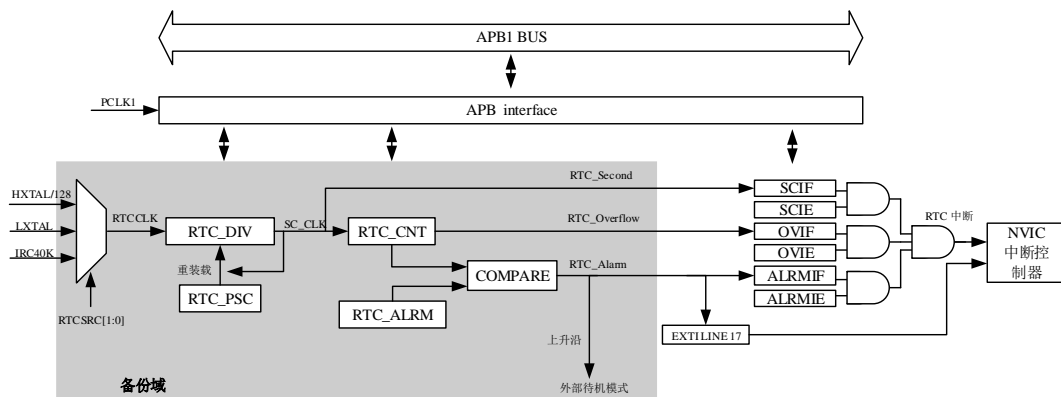 APB1 BUS
PCLK1
APB interface
HXTAL/128
LXTAL
IRC40K
RTCCLK
RTCSRC[1:0]
RTC_DIV
SC_CLK
重装载
RTC_PSC
RTC_CNT
RTC_ALRM
COMPARE
RTC_Second
RTC_Overflow
RTC_Alarm
上升沿
外部待机模式
备份域
SCIF
SCIE
OVIF
OVIE
ALRMIF
ALRMIE
EXTI LINE 17
RTC 中断
NVIC
中断控
制器